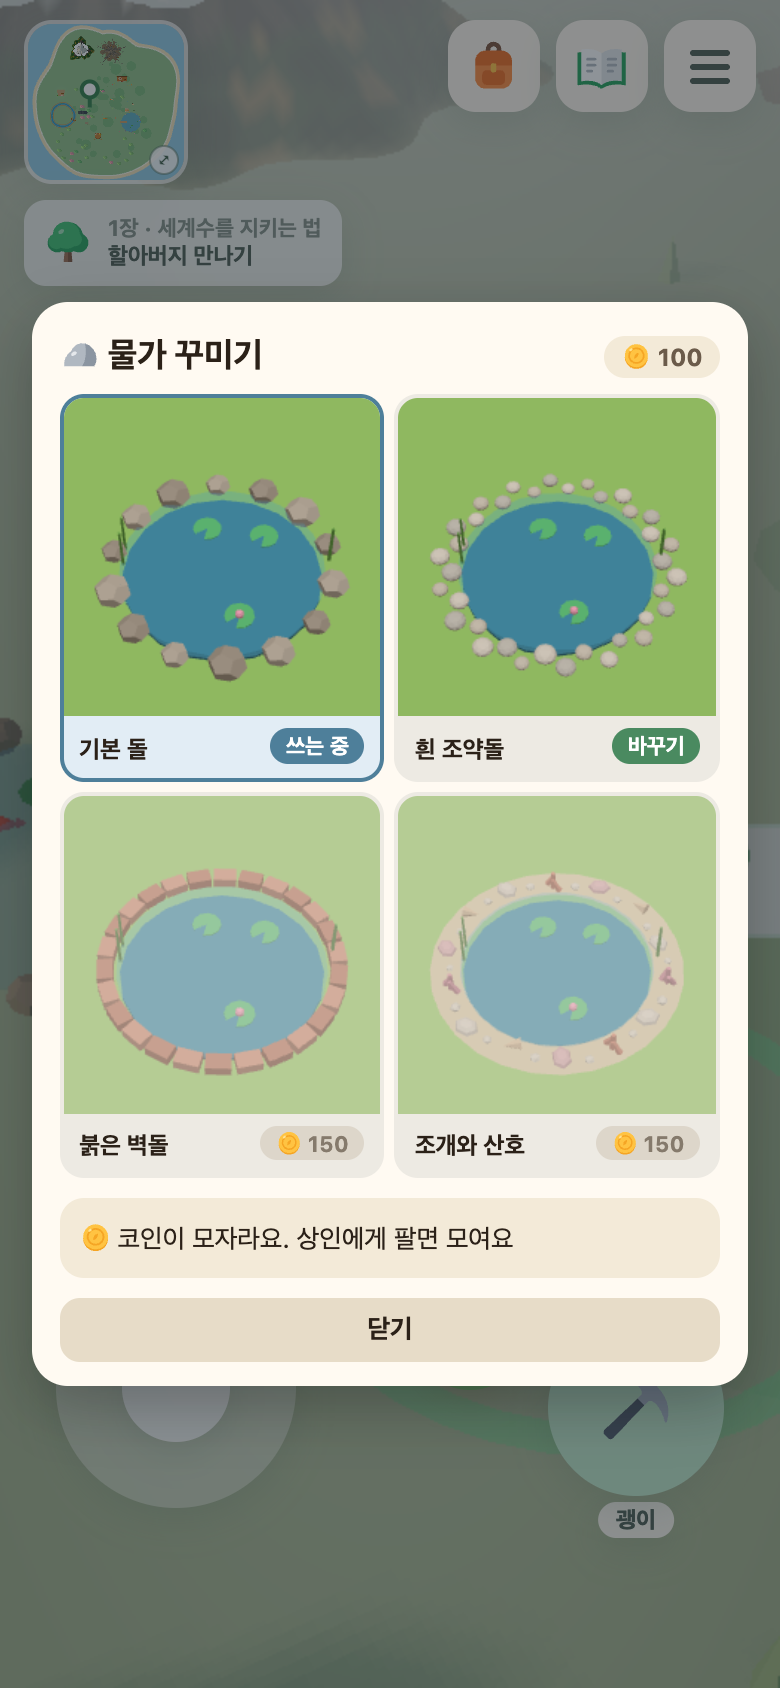 1장 · 세계수를 지키는 법
할아버지 만나기
물가 꾸미기
100
기본 돌
쓰는 중
흰 조약돌
바꾸기
붉은 벽돌
150
조개와 산호
150
코인이 모자라요. 상인에게 팔면 모여요
닫기
괭이